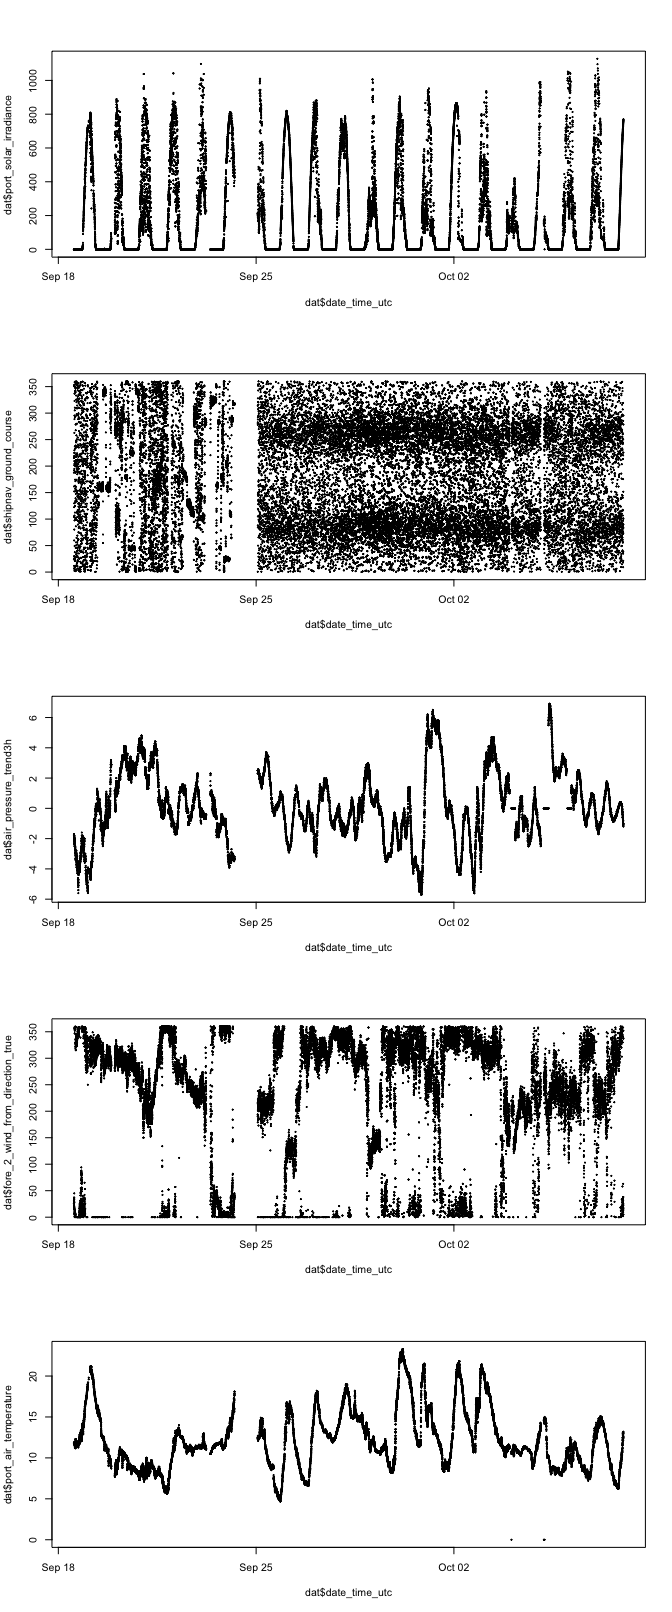 dat$port_solar_irradiance
0 200 400 600 800 1000
Sep 18 Sep 25 Oct 02
dat$date_time_utc
dat$shipnav_ground_course
0 50 100 150 200 250 300 350
Sep 18 Sep 25 Oct 02
dat$date_time_utc
dat$air_pressure_trend3h
-6 -4 -2 0 2 4 6
Sep 18 Sep 25 Oct 02
dat$date_time_utc
dat$fore_2_wind_from_direction_true
0 50 100 150 200 250 300 350
Sep 18 Sep 25 Oct 02
dat$date_time_utc
dat$port_air_temperature
0 5 10 15 20
Sep 18 Sep 25 Oct 02
dat$date_time_utc